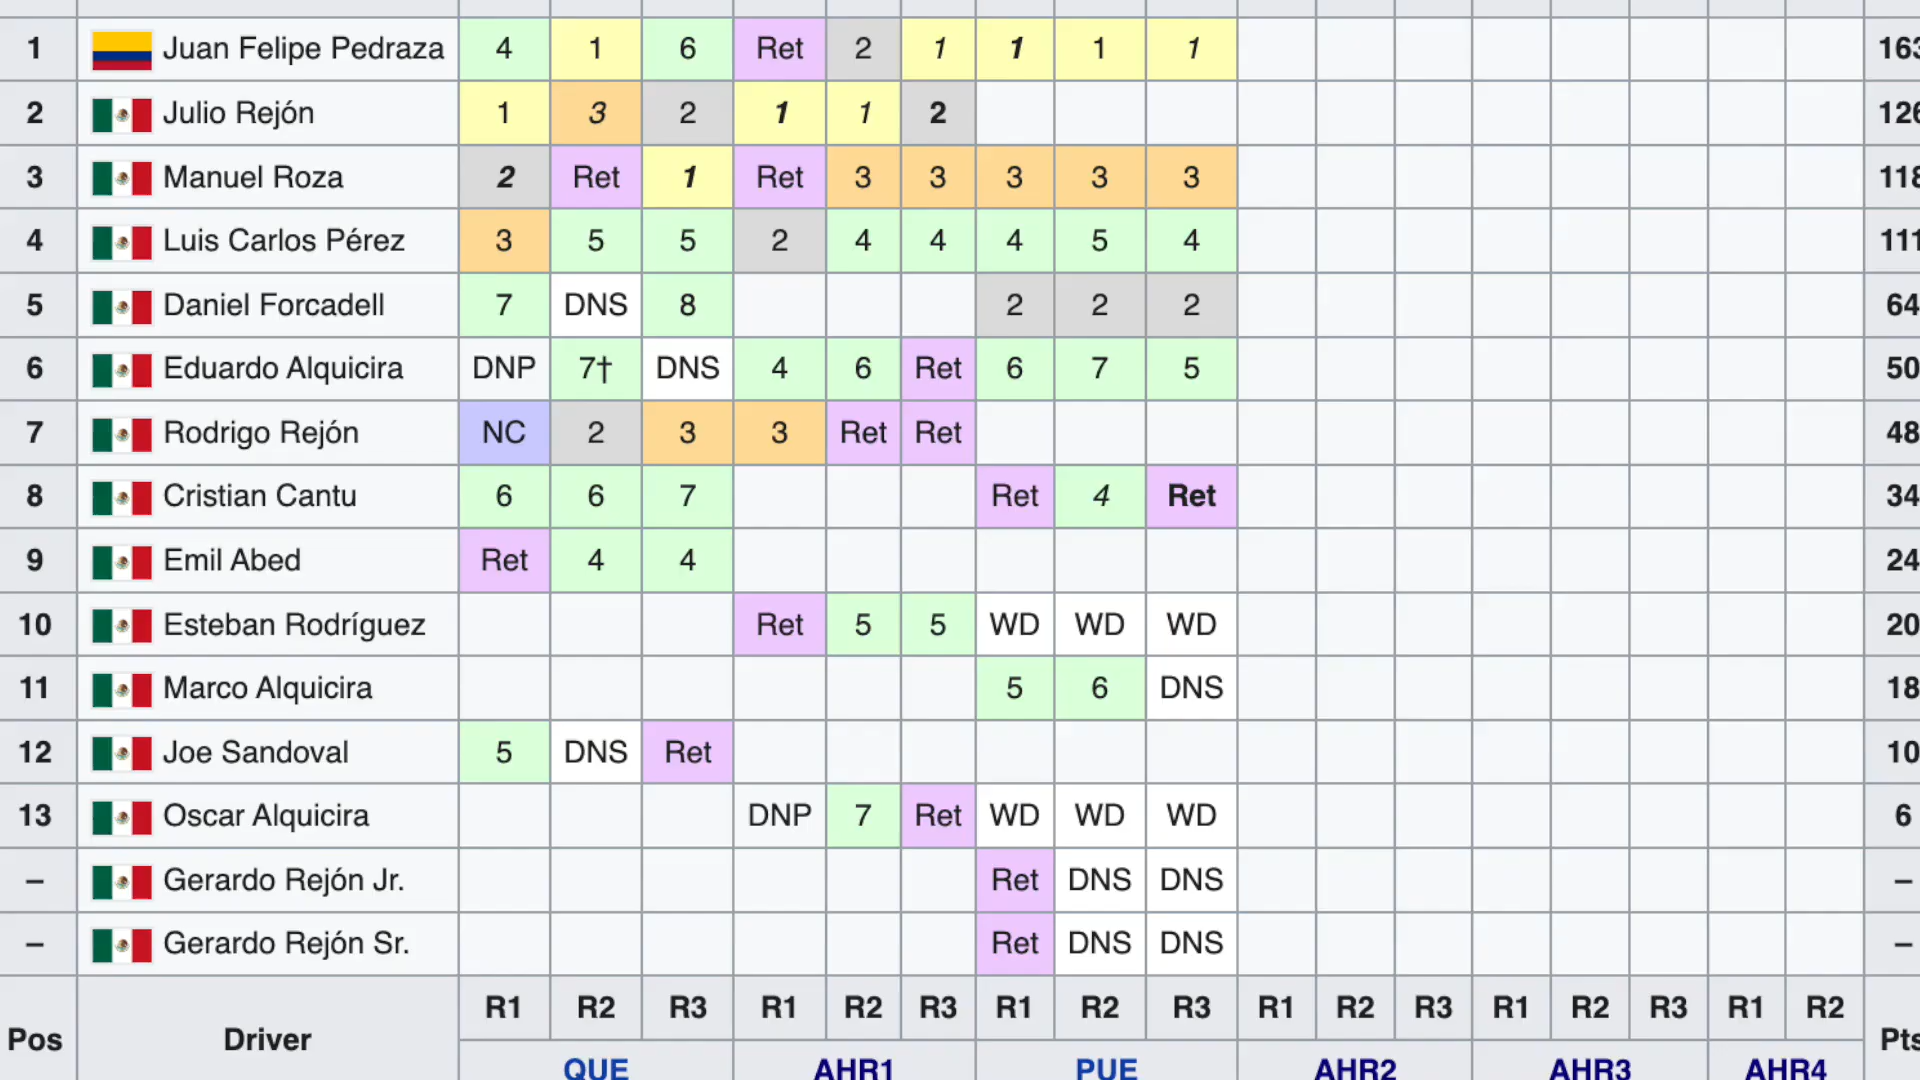 1 Juan Felipe Pedraza 4 1 6 Ret 2 1 1 1 1 163
2 Julio Rejón 1 3 2 1 1 2 126
3 Manuel Roza 2 Ret 1 Ret 3 3 3 3 3 118
4 Luis Carlos Pérez 3 5 5 2 4 4 4 5 4 111
5 Daniel Forcadell 7 DNS 8 2 2 2 64
6 Eduardo Alquicira DNP 7† DNS 4 6 Ret 6 7 5 50
7 Rodrigo Rejón NC 2 3 3 Ret Ret 48
8 Cristian Cantu 6 6 7 Ret 4 Ret 34
9 Emil Abed Ret 4 4 24
10 Esteban Rodríguez Ret 5 5 WD WD WD 20
11 Marco Alquicira 5 6 DNS 18
12 Joe Sandoval 5 DNS Ret 10
13 Oscar Alquicira DNP 7 Ret WD WD WD 6
– Gerardo Rejón Jr. Ret DNS DNS –
– Gerardo Rejón Sr. Ret DNS DNS –
R1 R2 R3 R1 R2 R3 R1 R2 R3 R1 R2 R3 R1 R2 R3 R1 R2
Pos Driver Pts
QUE AHR1 PUE AHR2 AHR3 AHR4